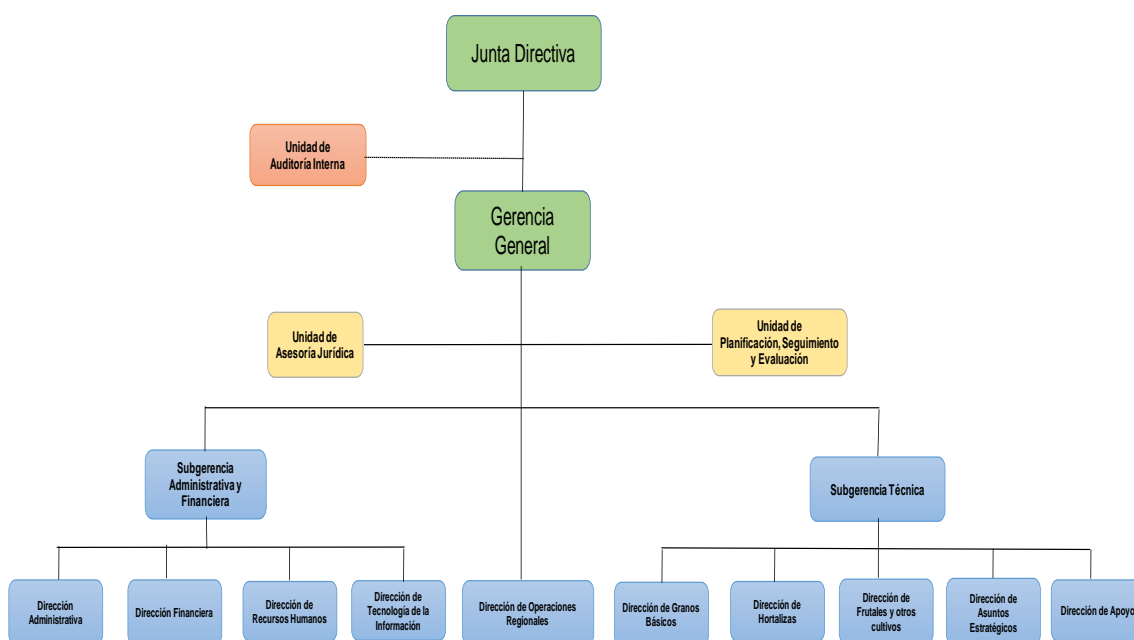 Junta Directiva
Unidad de
Auditoría Interna
Gerencia
General
Unidad de
Asesoría Jurídica
Unidad de
Planificación, Seguimiento
y Evaluación
Subgerencia
Administrativa y
Financiera
Subgerencia Técnica
Dirección
Administrativa
Dirección Financiera
Dirección de
Recursos Humanos
Dirección de
Tecnología de la
Información
Dirección de Operaciones
Regionales
Dirección de Granos
Básicos
Dirección de
Hortalizas
Dirección de
Frutales y otros
cultivos
Dirección de
Asuntos
Estratégicos
Dirección de Apoyo